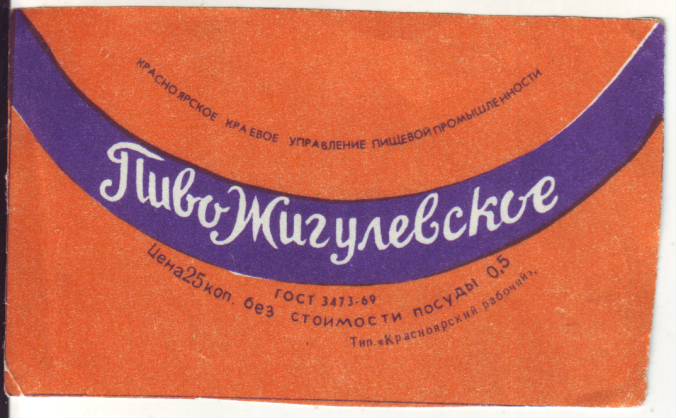 КРАСНОЯРСКОЕ КРАЕВОЕ УПРАВЛЕНИЕ ПИЩЕВОЙ ПРОМЫШЛЕННОСТИ
Пиво Жигулевское
ГОСТ 3473-69
Цена 25 коп. без стоимости посуды 0,5
Тип. «Красноярский рабочий».